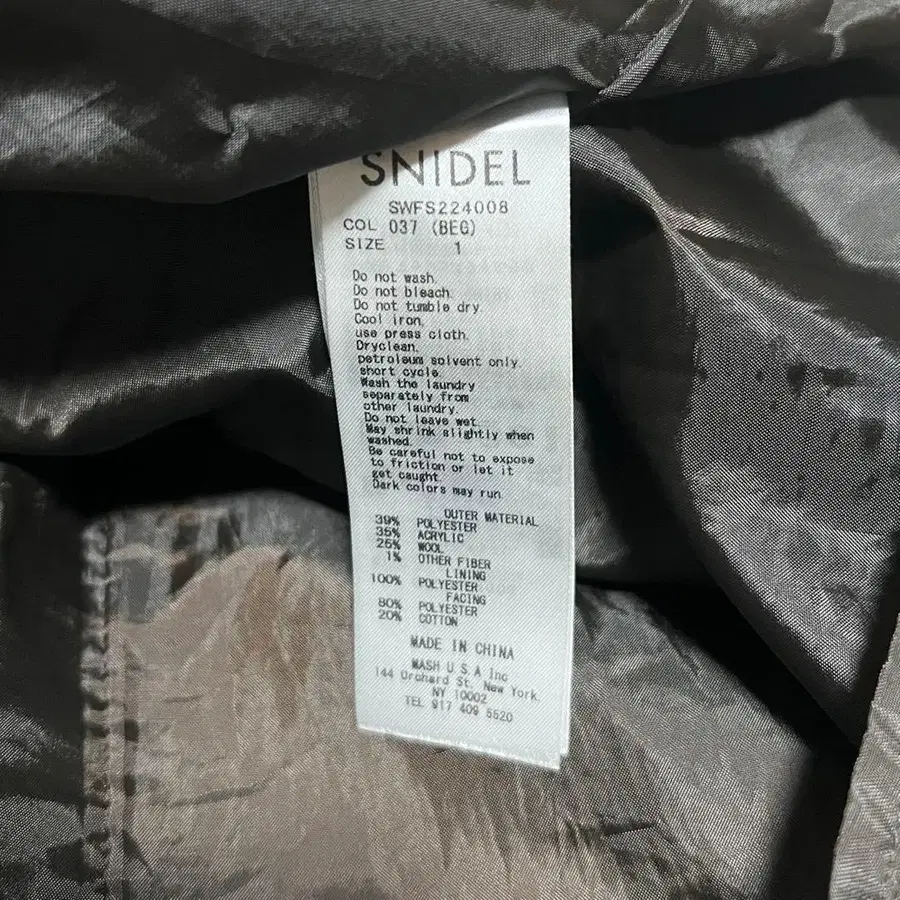 SNIDEL
SWFS224008
COL 037 (BEG)
SIZE 1
Do not wash.
Do not bleach.
Do not tumble dry.
Cool iron.
use press cloth.
Dryclean.
petroleum solvent only.
short cycle.
Wash the laundry
separately from
other laundry.
Do not leave wet.
May shrink slightly when
washed.
Be careful not to expose
to friction or let it
get caught.
Dark colors may run.
OUTER MATERIAL
39% POLYESTER
35% ACRYLIC
25% WOOL
1% OTHER FIBER
LINING
100% POLYESTER
FACING
80% POLYESTER
20% COTTON
MADE IN CHINA
MASH U.S.A Inc
144 Orchard St. New York
NY 10002
TEL 917 409 5520